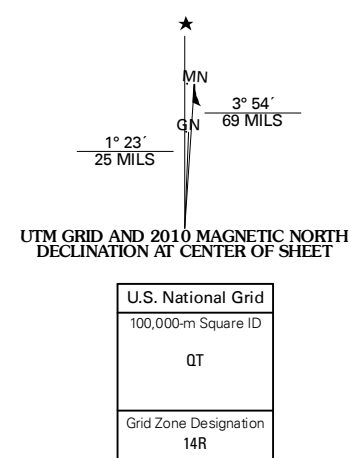 ★
MN
3° 54´
69 MILS
GN
1° 23´
25 MILS
UTM GRID AND 2010 MAGNETIC NORTH
DECLINATION AT CENTER OF SHEET
U.S. National Grid
100,000-m Square ID
QT
Grid Zone Designation
14R